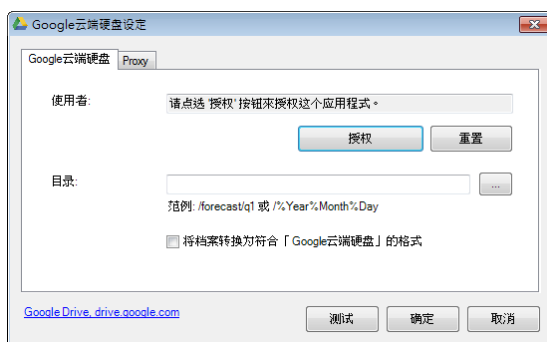 Google云端硬盘设定
Google云端硬盘 Proxy
使用者: 请点选 '授权' 按钮來授权这个应用程式。
授权 重置
目录: ...
范例: /forecast/q1 或 /%Year%Month%Day
将档案转换为符合「Google云端硬盘」的格式
Google Drive, drive.google.com 测试 确定 取消